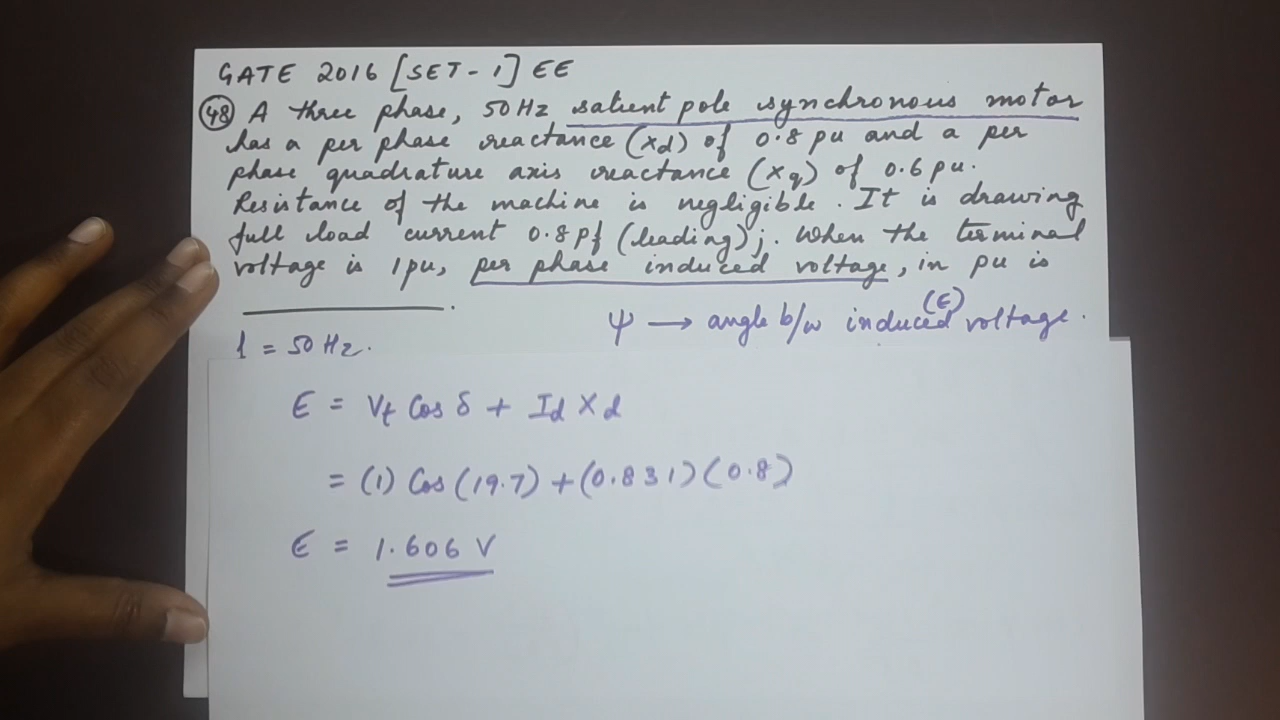 GATE 2016 [SET-1] EE
(48) A three phase, 50Hz salient pole synchronous motor
has a per phase reactance (xd) of 0.8 pu and a per
phase quadrature axis reactance (xq) of 0.6 pu.
Resistance of the machine is negligible. It is drawing
full load current 0.8 pf (leading); When the terminal
voltage is 1pu, per phase induced voltage, in pu is
________.
ψ → angle b/w induced (E) voltage.
f = 50 Hz.
E = Vt Cos δ + Id Xd
= (1) Cos (19.7) + (0.831) (0.8)
E = 1.606 V